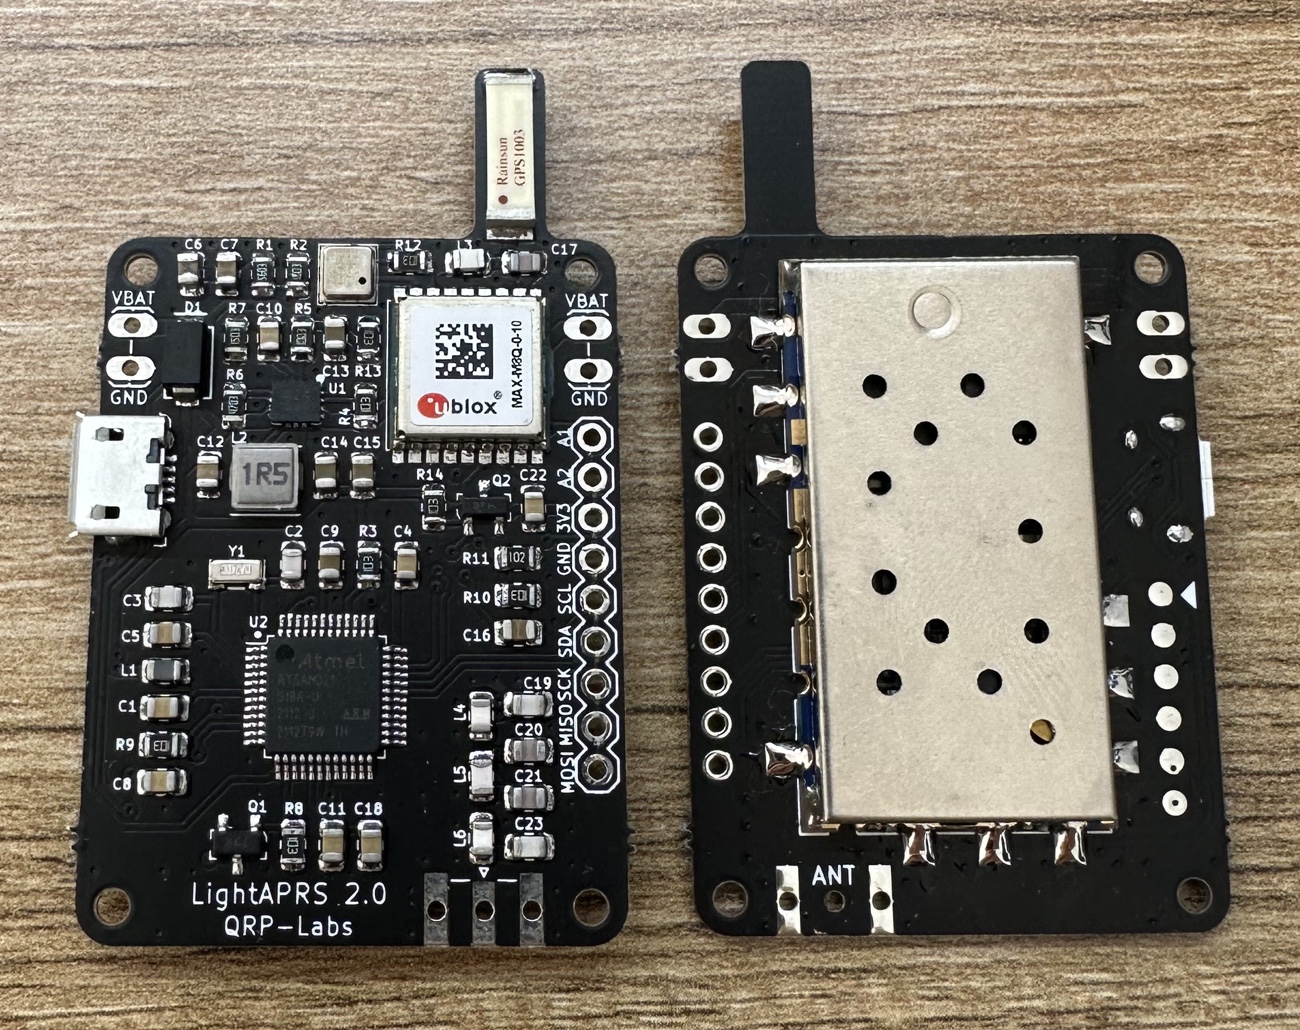 Rainsun
GPS1003
C6
C7
R1
R2
R12
L3
C17
VBAT
D1
R7
C10
R5
VBAT
GND
R6
C13
U1
R13
R4
MAX-M8Q-0-10
ublox®
GND
L2
C12
1R5
C14
C15
R14
Q2
C22
A1
A2
3V3
GND
SCL
SDA
SCK
MISO
MOSI
Y1
C2
C9
R3
C4
R11
102
R10
C16
C3
C5
L1
C1
R9
C8
U2
Atmel
ARM
L4
C19
C20
L5
C21
L6
C23
Q1
R8
C11
C18
LightAPRS 2.0
QRP-Labs
ANT